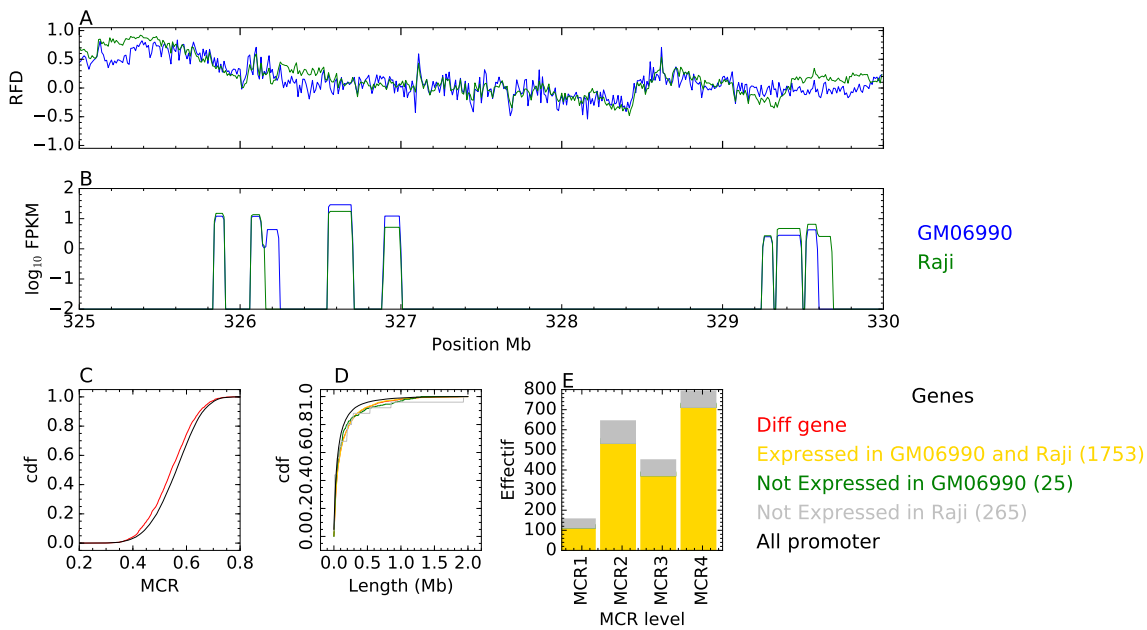 A
1.0
0.5
0.0
−0.5
−1.0
RFD
B
2
1
0
−1
−2
log₁₀ FPKM
325 326 327 328 329 330
Position Mb
GM06990
Raji
C
1.0
0.8
0.6
0.4
0.2
0.0
cdf
0.2 0.4 0.6 0.8
MCR
D
0.00.20.40.60.81.0
cdf
0.0 0.5 1.0 1.5 2.0
Length (Mb)
E
800
700
600
500
400
300
200
100
0
Effectif
MCR1
MCR2
MCR3
MCR4
MCR level
Genes
Diff gene
Expressed in GM06990 and Raji (1753)
Not Expressed in GM06990 (25)
Not Expressed in Raji (265)
All promoter